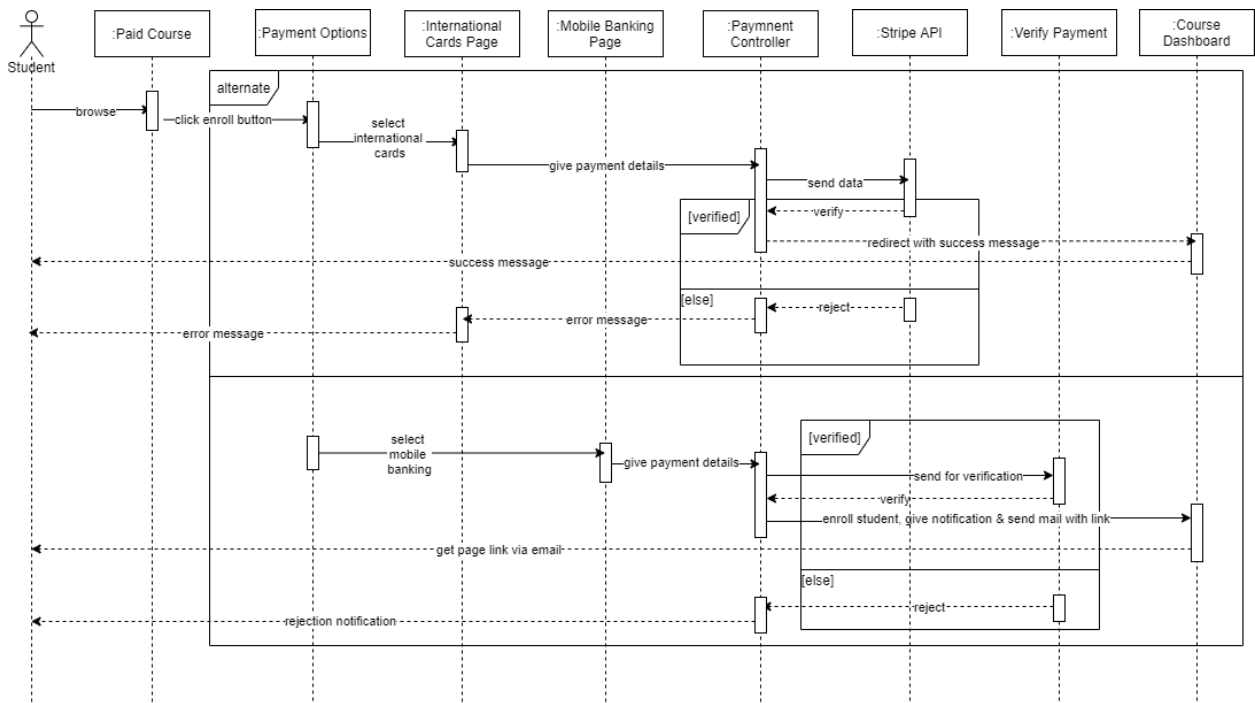 Student
:Paid Course
:Payment Options
:International
Cards Page
:Mobile Banking
Page
:Paymnent
Controller
:Stripe API
:Verify Payment
:Course
Dashboard
alternate
browse
click enroll button
select
international
cards
give payment details
send data
[verified]
verify
redirect with success message
success message
[else]
reject
error message
error message
select
mobile
banking
give payment details
[verified]
send for verification
verify
enroll student, give notification & send mail with link
get page link via email
[else]
reject
rejection notification